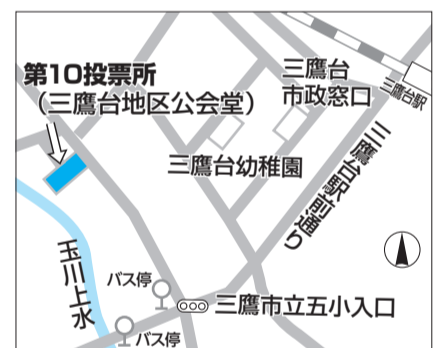 第10投票所
（三鷹台地区公会堂）
三鷹台
市政窓口
三鷹台駅
三鷹台幼稚園
三鷹台駅前通り
玉川上水
バス停
三鷹市立五小入口
バス停